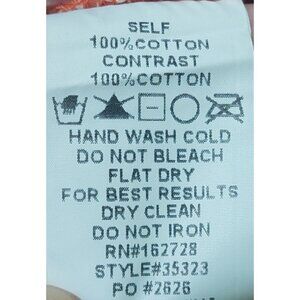 SELF
100%COTTON
CONTRAST
100%COTTON
HAND WASH COLD
DO NOT BLEACH
FLAT DRY
FOR BEST RESULTS
DRY CLEAN
DO NOT IRON
RN#162728
STYLE#35323
PO #2626